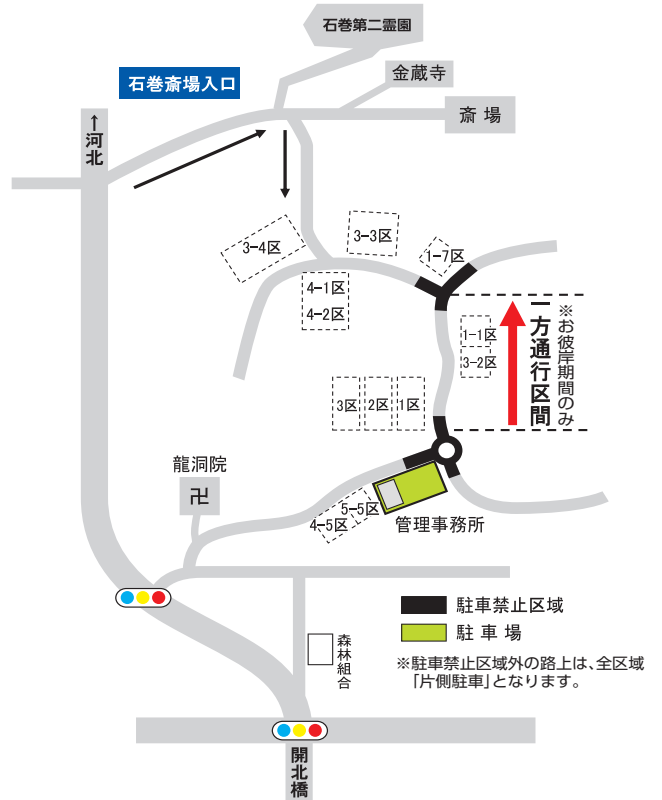 石巻第二霊園
石巻斎場入口
金蔵寺
斎場
↑河北
3-4区
3-3区
1-7区
4-1区
4-2区
1-1区
3-2区
一方通行区間
※お彼岸期間のみ
3区
2区
1区
龍洞院
卍
5-5区
4-5区
管理事務所
駐車禁止区域
駐車場
※駐車禁止区域外の路上は、全区域
「片側駐車」となります。
森林組合
開北橋